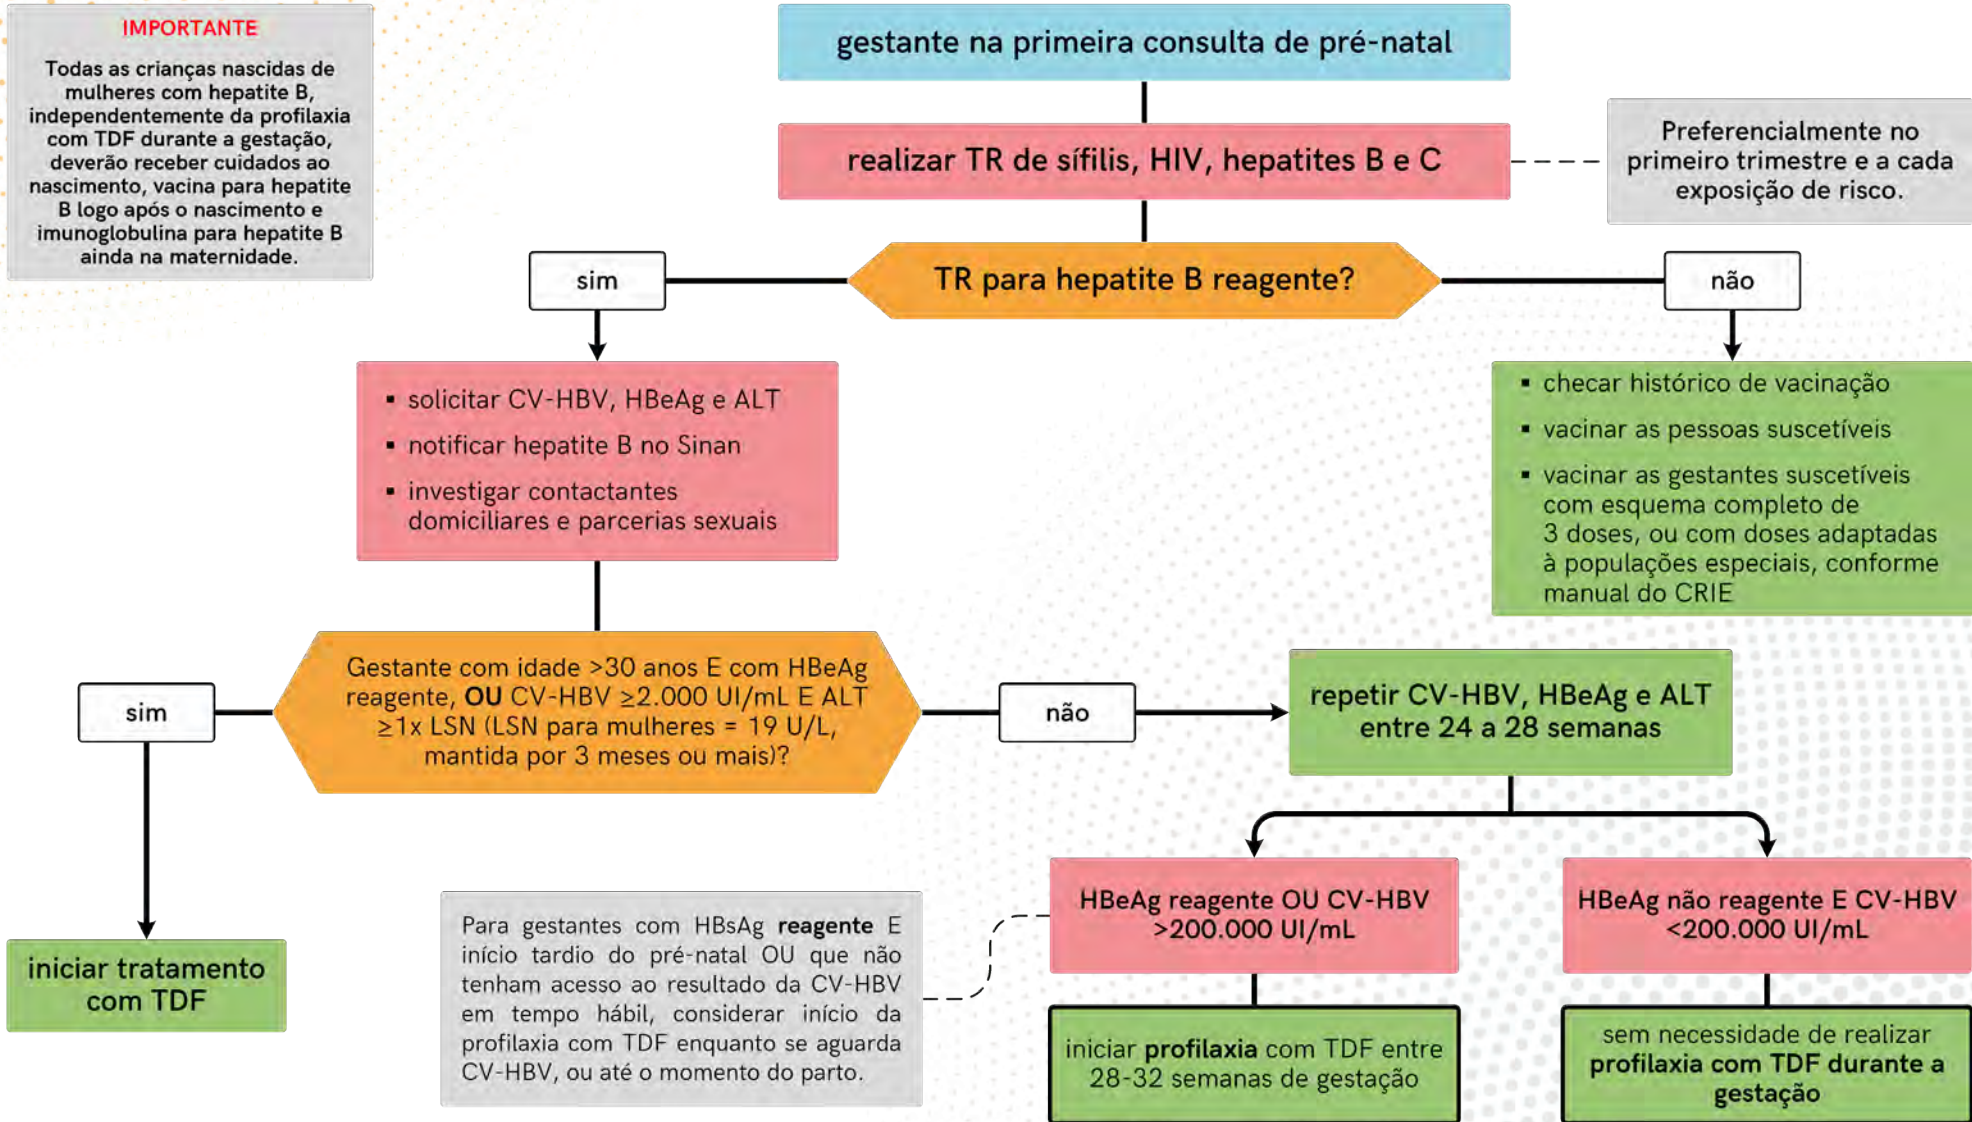 IMPORTANTE
Todas as crianças nascidas de
mulheres com hepatite B,
independentemente da profilaxia
com TDF durante a gestação,
deverão receber cuidados ao
nascimento, vacina para hepatite
B logo após o nascimento e
imunoglobulina para hepatite B
ainda na maternidade.
gestante na primeira consulta de pré-natal
realizar TR de sífilis, HIV, hepatites B e C
Preferencialmente no
primeiro trimestre e a cada
exposição de risco.
TR para hepatite B reagente?
sim
não
▪ solicitar CV-HBV, HBeAg e ALT
▪ notificar hepatite B no Sinan
▪ investigar contactantes
domiciliares e parcerias sexuais
▪ checar histórico de vacinação
▪ vacinar as pessoas suscetíveis
▪ vacinar as gestantes suscetíveis
com esquema completo de
3 doses, ou com doses adaptadas
à populações especiais, conforme
manual do CRIE
Gestante com idade >30 anos E com HBeAg
reagente, OU CV-HBV ≥2.000 UI/mL E ALT
≥1x LSN (LSN para mulheres = 19 U/L,
mantida por 3 meses ou mais)?
sim
não
repetir CV-HBV, HBeAg e ALT
entre 24 a 28 semanas
iniciar tratamento
com TDF
HBeAg reagente OU CV-HBV
>200.000 UI/mL
HBeAg não reagente E CV-HBV
<200.000 UI/mL
Para gestantes com HBsAg reagente E
início tardio do pré-natal OU que não
tenham acesso ao resultado da CV-HBV
em tempo hábil, considerar início da
profilaxia com TDF enquanto se aguarda
CV-HBV, ou até o momento do parto.
iniciar profilaxia com TDF entre
28-32 semanas de gestação
sem necessidade de realizar
profilaxia com TDF durante a
gestação